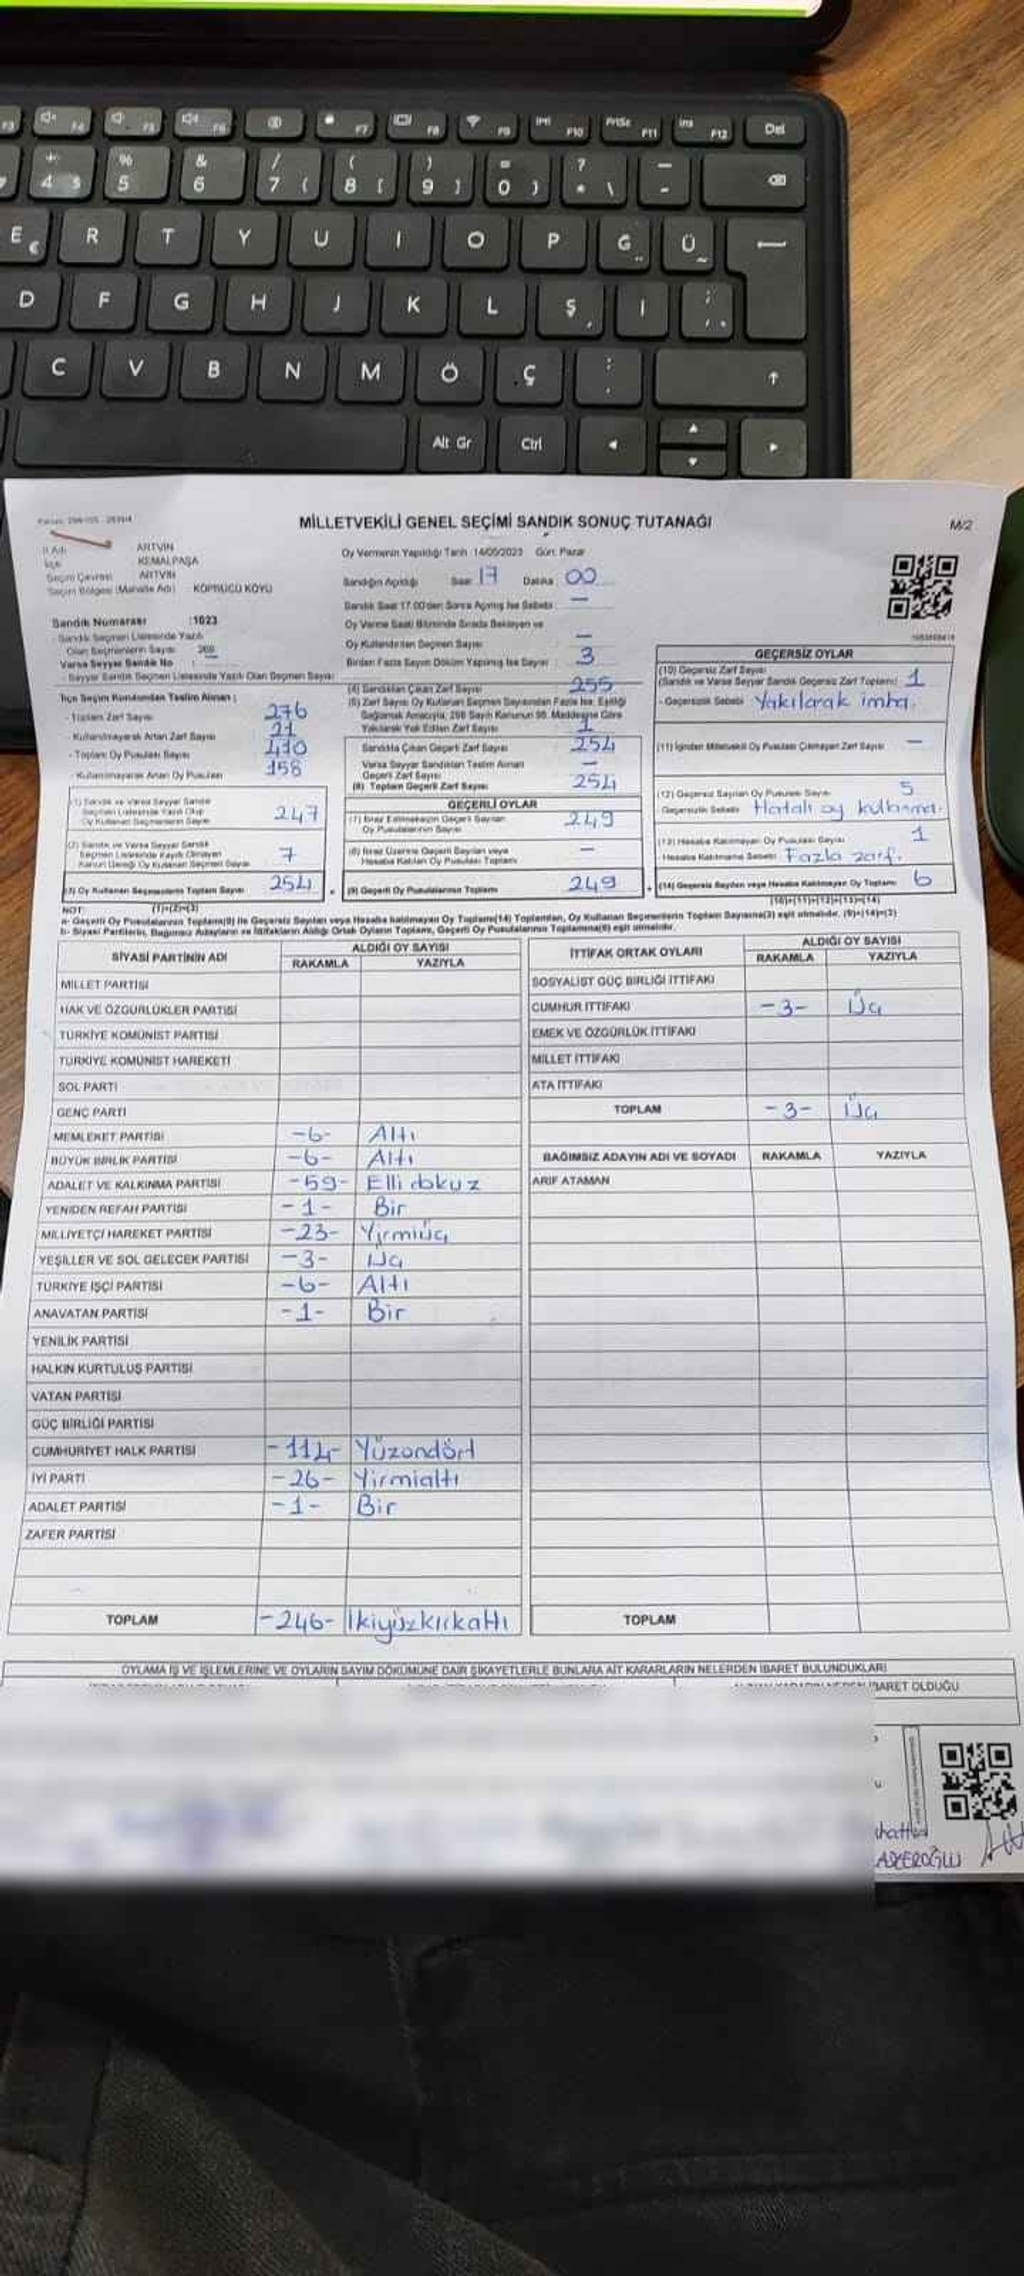 F4 F5 F6 F7 F8 F9 F10 PrtSc F11 Ins F12 Del
4 $ % 5 & 6 / 7 { ( 8 [ ) 9 ] = 0 } ? * \ _ -
E € R T Y U I O P Ğ Ü
D F G H J K L Ş İ ; ,
C V B N M Ö Ç : .
Alt Gr Ctrl
MİLLETVEKİLİ GENEL SEÇİMİ SANDIK SONUÇ TUTANAĞI
M/2
İl Adı ARTVİN
İlçe KEMALPAŞA
Seçim Çevresi ARTVİN
Seçim Bölgesi (Mahalle Adı) KÖPRÜCÜ KÖYÜ
Sandık Numarası :1023
Sandık Seçmen Listesinde Yazılı
Olan Seçmenlerin Sayısı 269
Varsa Seyyar Sandık No :
Seyyar Sandık Seçmen Listesinde Yazılı Olan Seçmen Sayısı:
Oy Vermenin Yapıldığı Tarih 14/05/2023 Gün: Pazar
Sandığın Açıldığı Saat 17 Dakika : 00
Sandık Saat 17.00'den Sonra Açılmış İse Sebebi : —
Oy Verme Saati Bitiminde Sırada Bekleyen ve
Oy Kullandırılan Seçmen Sayısı —
Birden Fazla Sayım Döküm Yapılmış İse Sayısı 3
İlçe Seçim Kurulundan Teslim Alınan ;
- Toplam Zarf Sayısı 276
- Kullanılmayarak Artan Zarf Sayısı 21
- Toplam Oy Pusulası Sayısı 410
- Kullanılmayarak Artan Oy Pusulası 158
(1) Sandık ve Varsa Seyyar Sandık
Seçmen Listesinde Yazılı Olup
Oy Kullanan Seçmenlerin Sayısı 247
(2) Sandık ve Varsa Seyyar Sandık
Seçmen Listesinde Kayıtlı Olmayan
Kanun Gereği Oy Kullanan Seçmenlerin Sayısı 7
(3) Oy Kullanan Seçmenlerin Toplam Sayısı 254
(1)+(2)=(3)
(4) Sandıktan Çıkan Zarf Sayısı 255
(5) Zarf Sayısı Oy Kullanan Seçmen Sayısından Fazla İse, Eşitliği
Sağlamak Amacıyla, 298 Sayılı Kanunun 98. Maddesine Göre
Yakılarak Yok Edilen Zarf Sayısı 1
Sandıkta Çıkan Geçerli Zarf Sayısı 254
Varsa Seyyar Sandıktan Teslim Alınan
Geçerli Zarf Sayısı —
(6) Toplam Geçerli Zarf Sayısı 254
GEÇERLİ OYLAR
(7) İtiraz Edilmeksizin Geçerli Sayılan
Oy Pusulalarının Sayısı 249
(8) İtiraz Üzerine Geçerli Sayılan veya
Hesaba Katılan Oy Pusulası Toplamı —
(9) Geçerli Oy Pusulalarının Toplamı 249
GEÇERSİZ OYLAR
(10) Geçersiz Zarf Sayısı
(Sandık ve Varsa Seyyar Sandık Geçersiz Zarf Toplamı) 1
- Geçersizlik Sebebi Yakılarak imha.
(11) İçinden Milletvekili Oy Pusulası Çıkmayan Zarf Sayısı —
(12) Geçersiz Sayılan Oy Pusulası Sayısı 5
Geçersizlik Sebebi Hatalı oy kullanma.
(13) Hesaba Katılmayan Oy Pusulası Sayısı 1
- Hesaba Katılmama Sebebi Fazla zarf.
(14) Geçersiz Sayılan veya Hesaba Katılmayan Oy Toplamı 6
(10)+(11)+(12)+(13)=(14)
NOT:
a- Geçerli Oy Pusulalarının Toplamı(9) ile Geçersiz Sayılan veya Hesaba katılmayan Oy Toplamı(14) Toplamları, Oy Kullanan Seçmenlerin Toplam Sayısına(3) eşit olmalıdır. (9)+(14)=(3)
b- Siyasi Partilerin, Bağımsız Adayların ve İttifakların Aldığı Ortak Oyların Toplamı, Geçerli Oy Pusulalarının Toplamına(9) eşit olmalıdır.
SİYASİ PARTİNİN ADI ALDIĞI OY SAYISI
RAKAMLA YAZIYLA
MİLLET PARTİSİ
HAK VE ÖZGÜRLÜKLER PARTİSİ
TÜRKİYE KOMÜNİST PARTİSİ
TÜRKİYE KOMÜNİST HAREKETİ
SOL PARTİ
GENÇ PARTİ
MEMLEKET PARTİSİ -6- Altı
BÜYÜK BİRLİK PARTİSİ -6- Altı
ADALET VE KALKINMA PARTİSİ -59- Elli dokuz
YENİDEN REFAH PARTİSİ -1- Bir
MİLLİYETÇİ HAREKET PARTİSİ -23- Yirmiüç
YEŞİLLER VE SOL GELECEK PARTİSİ -3- Üç
TÜRKİYE İŞÇİ PARTİSİ -6- Altı
ANAVATAN PARTİSİ -1- Bir
YENİLİK PARTİSİ
HALKIN KURTULUŞ PARTİSİ
VATAN PARTİSİ
GÜÇ BİRLİĞİ PARTİSİ
CUMHURİYET HALK PARTİSİ -114- Yüzondört
İYİ PARTİ -26- Yirmialtı
ADALET PARTİSİ -1- Bir
ZAFER PARTİSİ
TOPLAM -246- İkiyüzkırkaltı
İTTİFAK ORTAK OYLARI ALDIĞI OY SAYISI
RAKAMLA YAZIYLA
SOSYALİST GÜÇ BİRLİĞİ İTTİFAKI
CUMHUR İTTİFAKI -3- Üç
EMEK VE ÖZGÜRLÜK İTTİFAKI
MİLLET İTTİFAKI
ATA İTTİFAKI
TOPLAM -3- Üç
BAĞIMSIZ ADAYIN ADI VE SOYADI RAKAMLA YAZIYLA
ARİF ATAMAN
TOPLAM
OYLAMA İŞ VE İŞLEMLERİNE VE OYLARIN SAYIM DÖKÜMÜNE DAİR ŞİKAYETLERLE BUNLARA AİT KARARLARIN NELERDEN İBARET BULUNDUKLARI
İBARET OLDUĞU